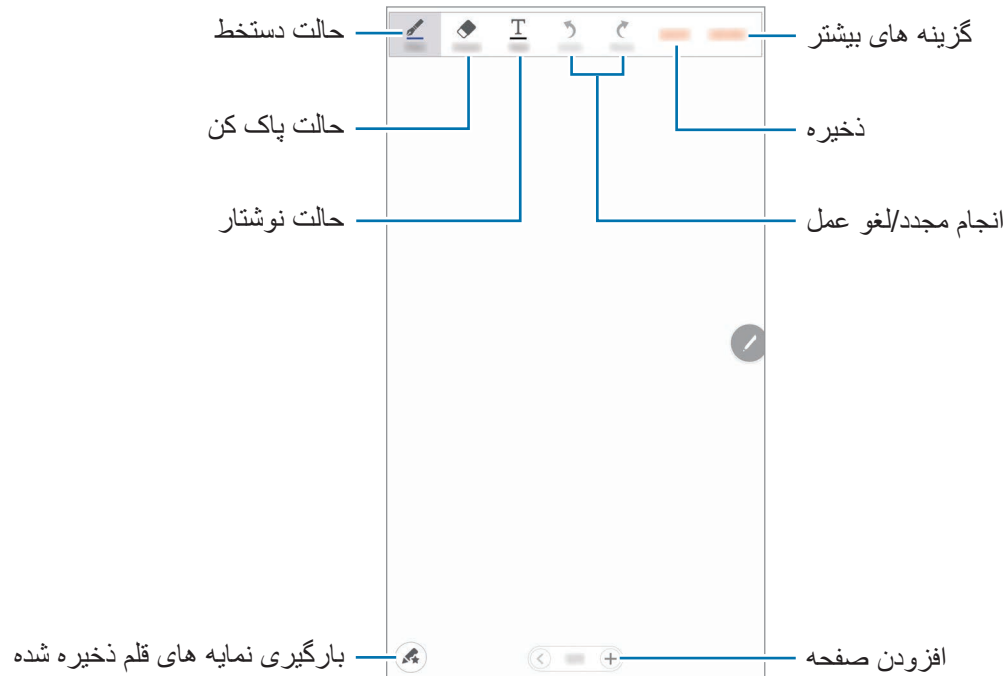 حالت دستخط
گزینه های بیشتر
T
حالت پاک کن
ذخیره
حالت نوشتار
انجام مجدد/لغو عمل
بارگیری نمایه های قلم ذخیره شده
افزودن صفحه